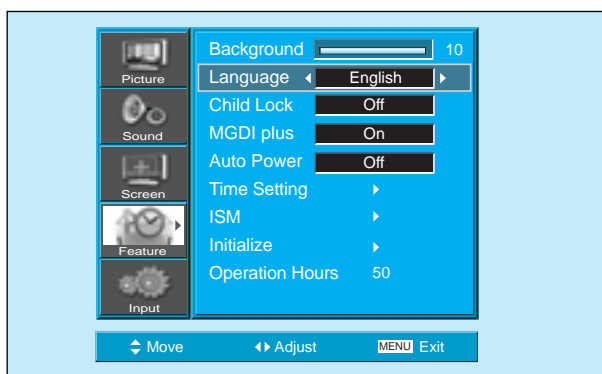 Picture
Sound
Screen
Feature
Input
Background 10
Language English
Child Lock Off
MGDI plus On
Auto Power Off
Time Setting
ISM
Initialize
Operation Hours 50
Move Adjust MENU Exit